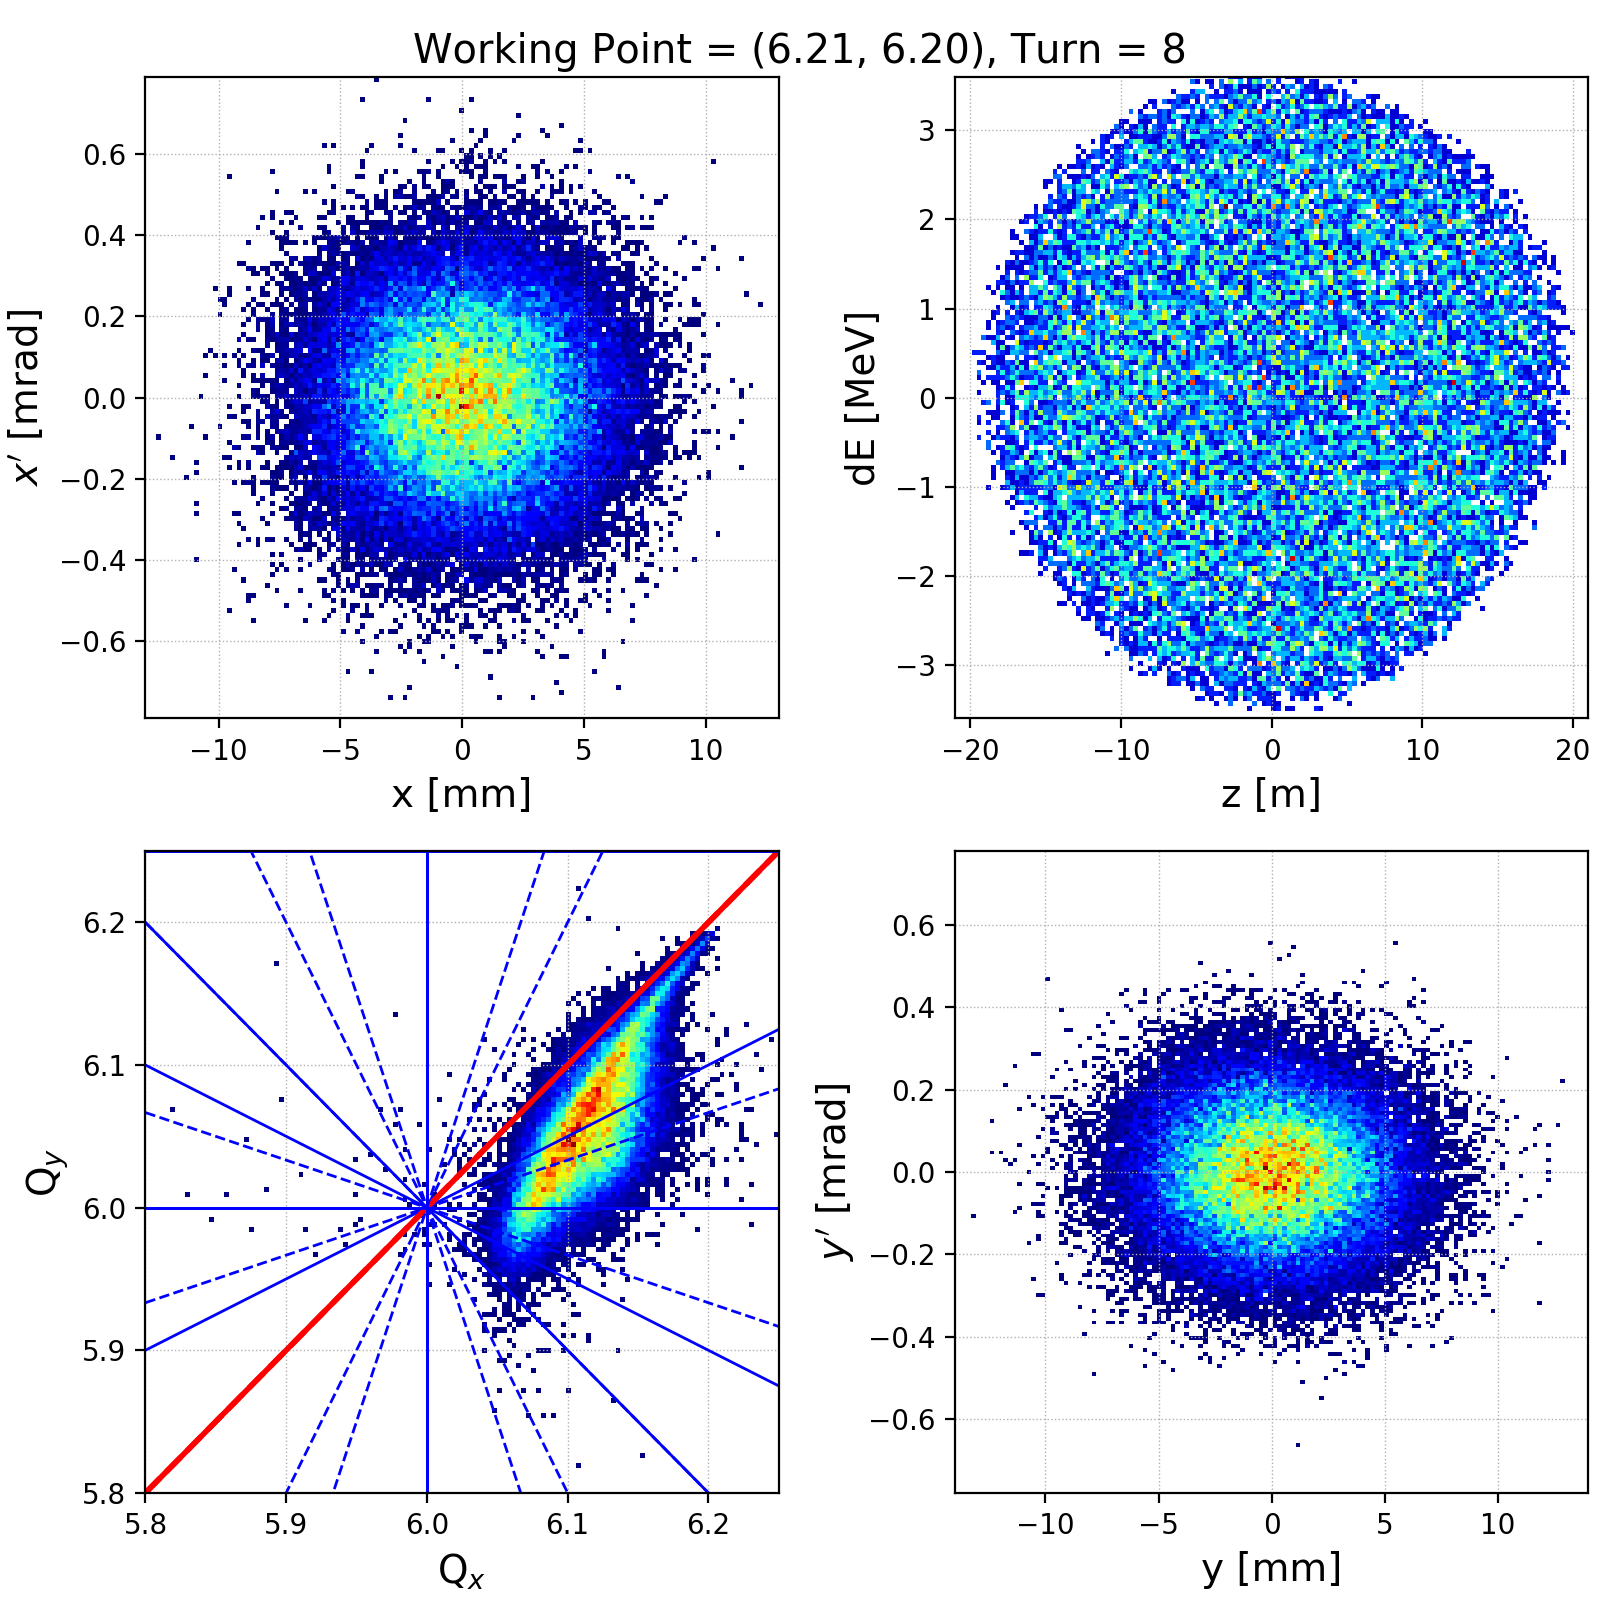 Working Point = (6.21, 6.20), Turn = 8
0.6
0.4
0.2
0.0
−0.2
−0.4
−0.6
x′ [mrad]
−10 −5 0 5 10
x [mm]
3
2
1
0
−1
−2
−3
dE [MeV]
−20 −10 0 10 20
z [m]
6.2
6.1
6.0
5.9
5.8
Qy
5.8 5.9 6.0 6.1 6.2
Qx
0.6
0.4
0.2
0.0
−0.2
−0.4
−0.6
y′ [mrad]
−10 −5 0 5 10
y [mm]